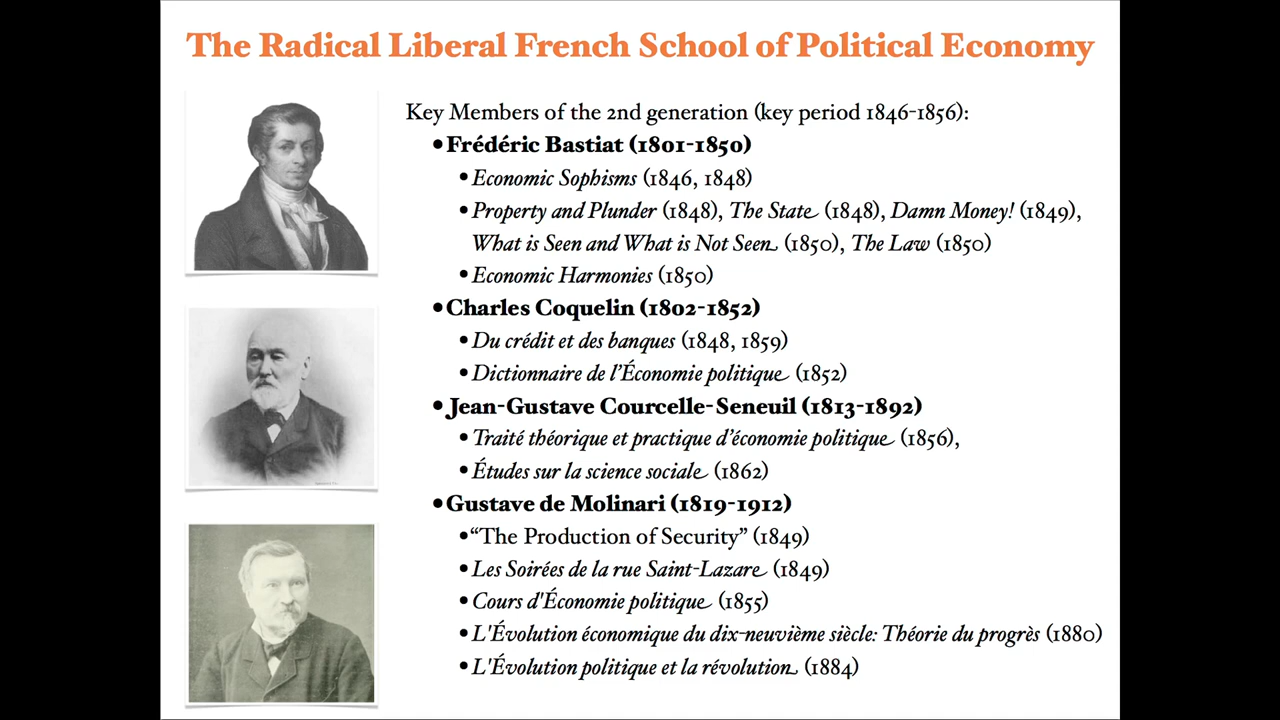 The Radical Liberal French School of Political Economy
Key Members of the 2nd generation (key period 1846-1856):
•Frédéric Bastiat (1801-1850)
•Economic Sophisms (1846, 1848)
•Property and Plunder (1848), The State (1848), Damn Money! (1849),
What is Seen and What is Not Seen (1850), The Law (1850)
•Economic Harmonies (1850)
•Charles Coquelin (1802-1852)
•Du crédit et des banques (1848, 1859)
•Dictionnaire de l’Économie politique (1852)
•Jean-Gustave Courcelle-Seneuil (1813-1892)
•Traité théorique et practique d’économie politique (1856),
•Études sur la science sociale (1862)
•Gustave de Molinari (1819-1912)
•“The Production of Security” (1849)
•Les Soirées de la rue Saint-Lazare (1849)
•Cours d'Économie politique (1855)
•L'Évolution économique du dix-neuvième siècle: Théorie du progrès (1880)
•L'Évolution politique et la révolution (1884)